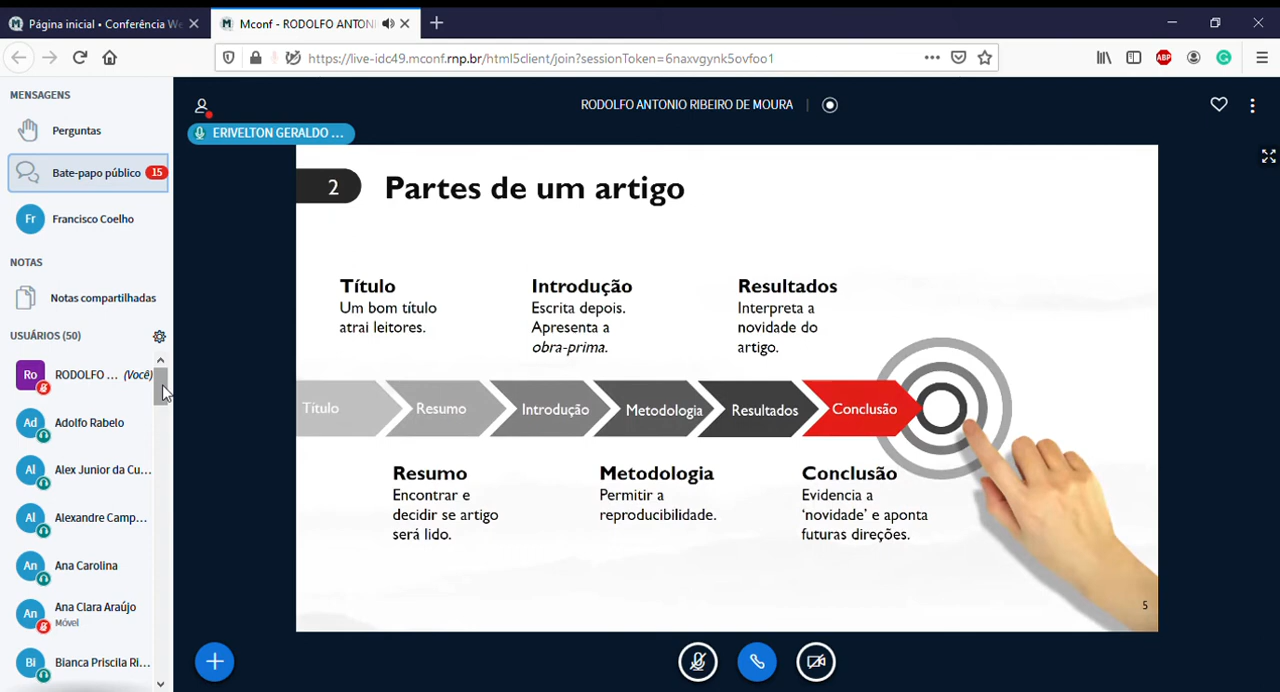 Página inicial • Conferência We
Mconf - RODOLFO ANTONI
https://live-idc49.mconf.rnp.br/html5client/join?sessionToken=6naxvgynk5ovfoo1
ABP
MENSAGENS
Perguntas
Bate-papo público 15
Fr Francisco Coelho
NOTAS
Notas compartilhadas
USUÁRIOS (50)
Ro RODOLFO ... (Você)
Ad Adolfo Rabelo
Al Alex Junior da Cu...
Al Alexandre Camp...
An Ana Carolina
An Ana Clara Araújo
Móvel
Bi Bianca Priscila Ri...
RODOLFO ANTONIO RIBEIRO DE MOURA
ERIVELTON GERALDO ...
2 Partes de um artigo
Título
Um bom título
atrai leitores.
Introdução
Escrita depois.
Apresenta a
obra-prima.
Resultados
Interpreta a
novidade do
artigo.
Título Resumo Introdução Metodologia Resultados Conclusão
Resumo
Encontrar e
decidir se artigo
será lido.
Metodologia
Permitir a
reproducibilidade.
Conclusão
Evidencia a
‘novidade’ e aponta
futuras direções.
5